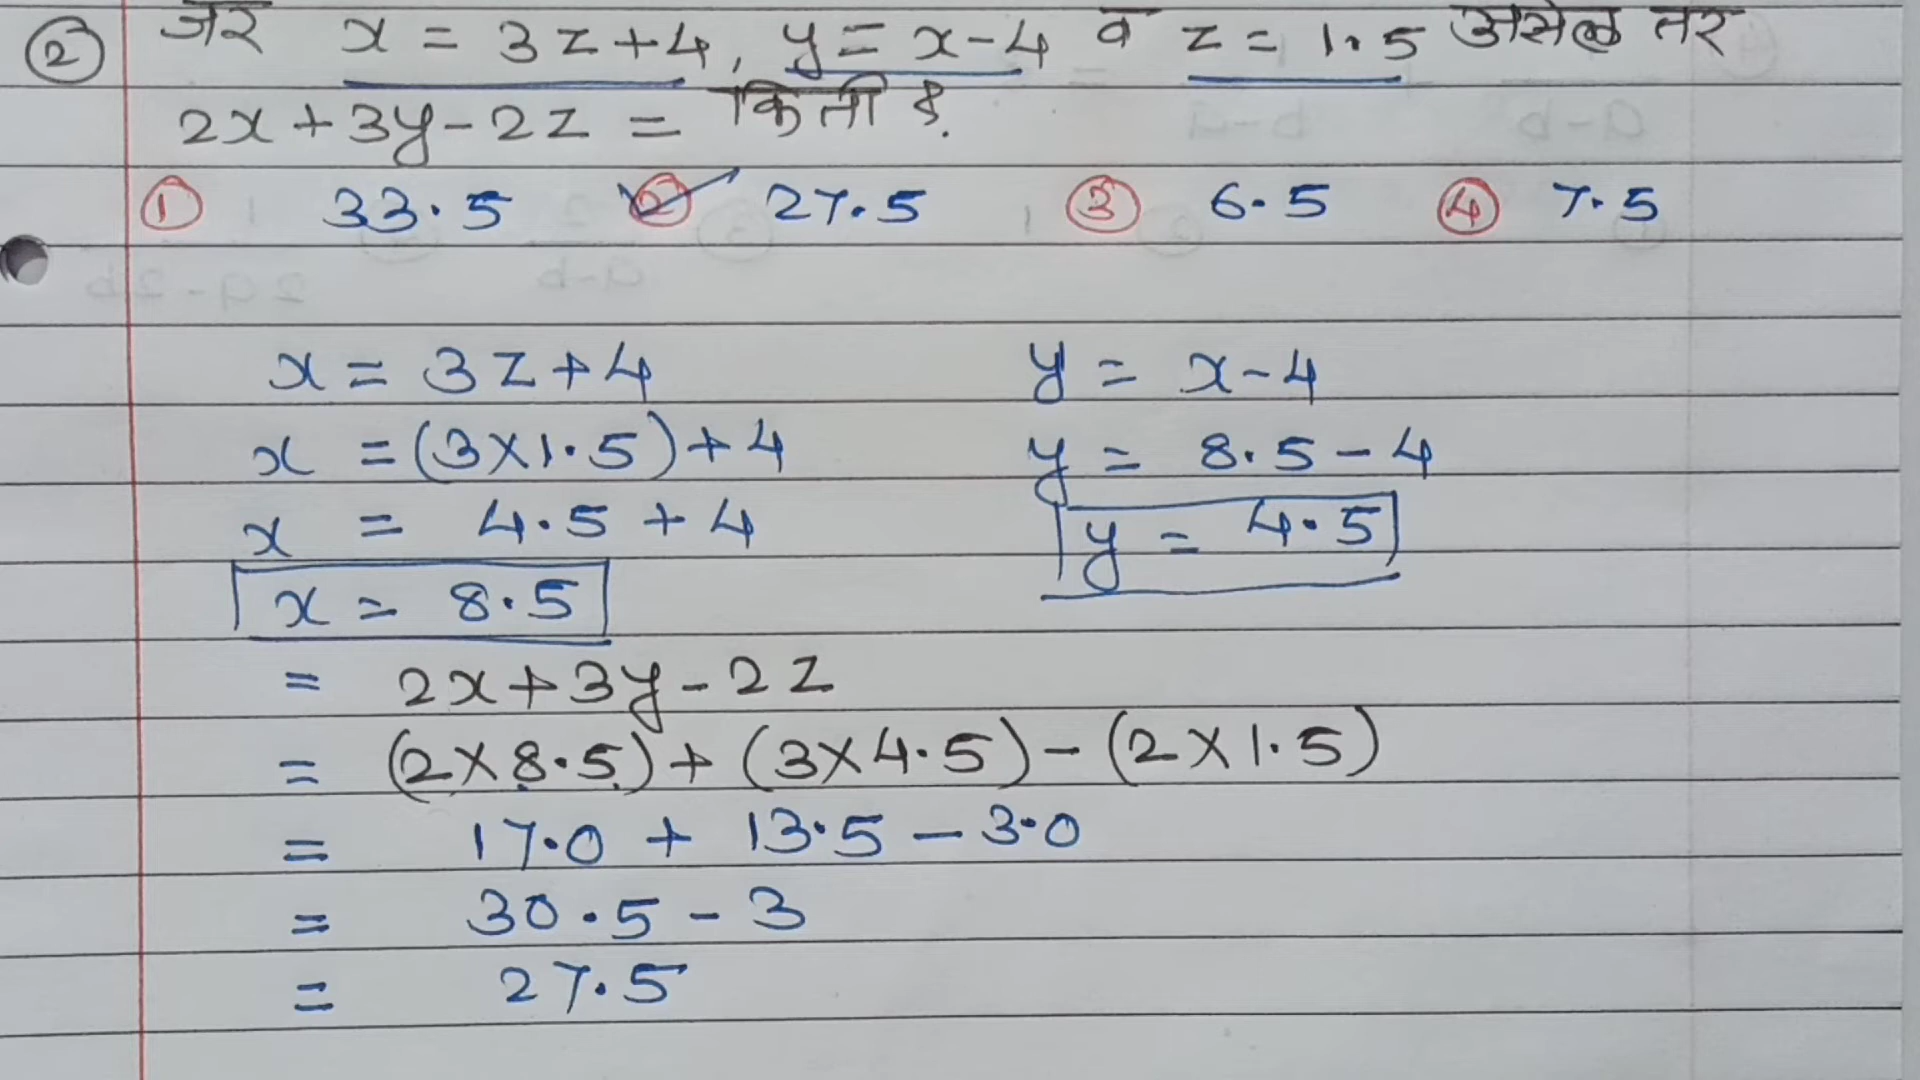 ② जर x = 3z+4, y = x-4 व z = 1.5 असेल तर
2x+3y-2z = किती ?.
① 33.5 ② 27.5 ③ 6.5 ④ 7.5
x = 3z+4 y = x-4
x = (3×1.5)+4 y = 8.5-4
x = 4.5+4 y = 4.5
x = 8.5
= 2x+3y-2z
= (2×8.5)+(3×4.5)-(2×1.5)
= 17.0 + 13.5 - 3.0
= 30.5-3
= 27.5